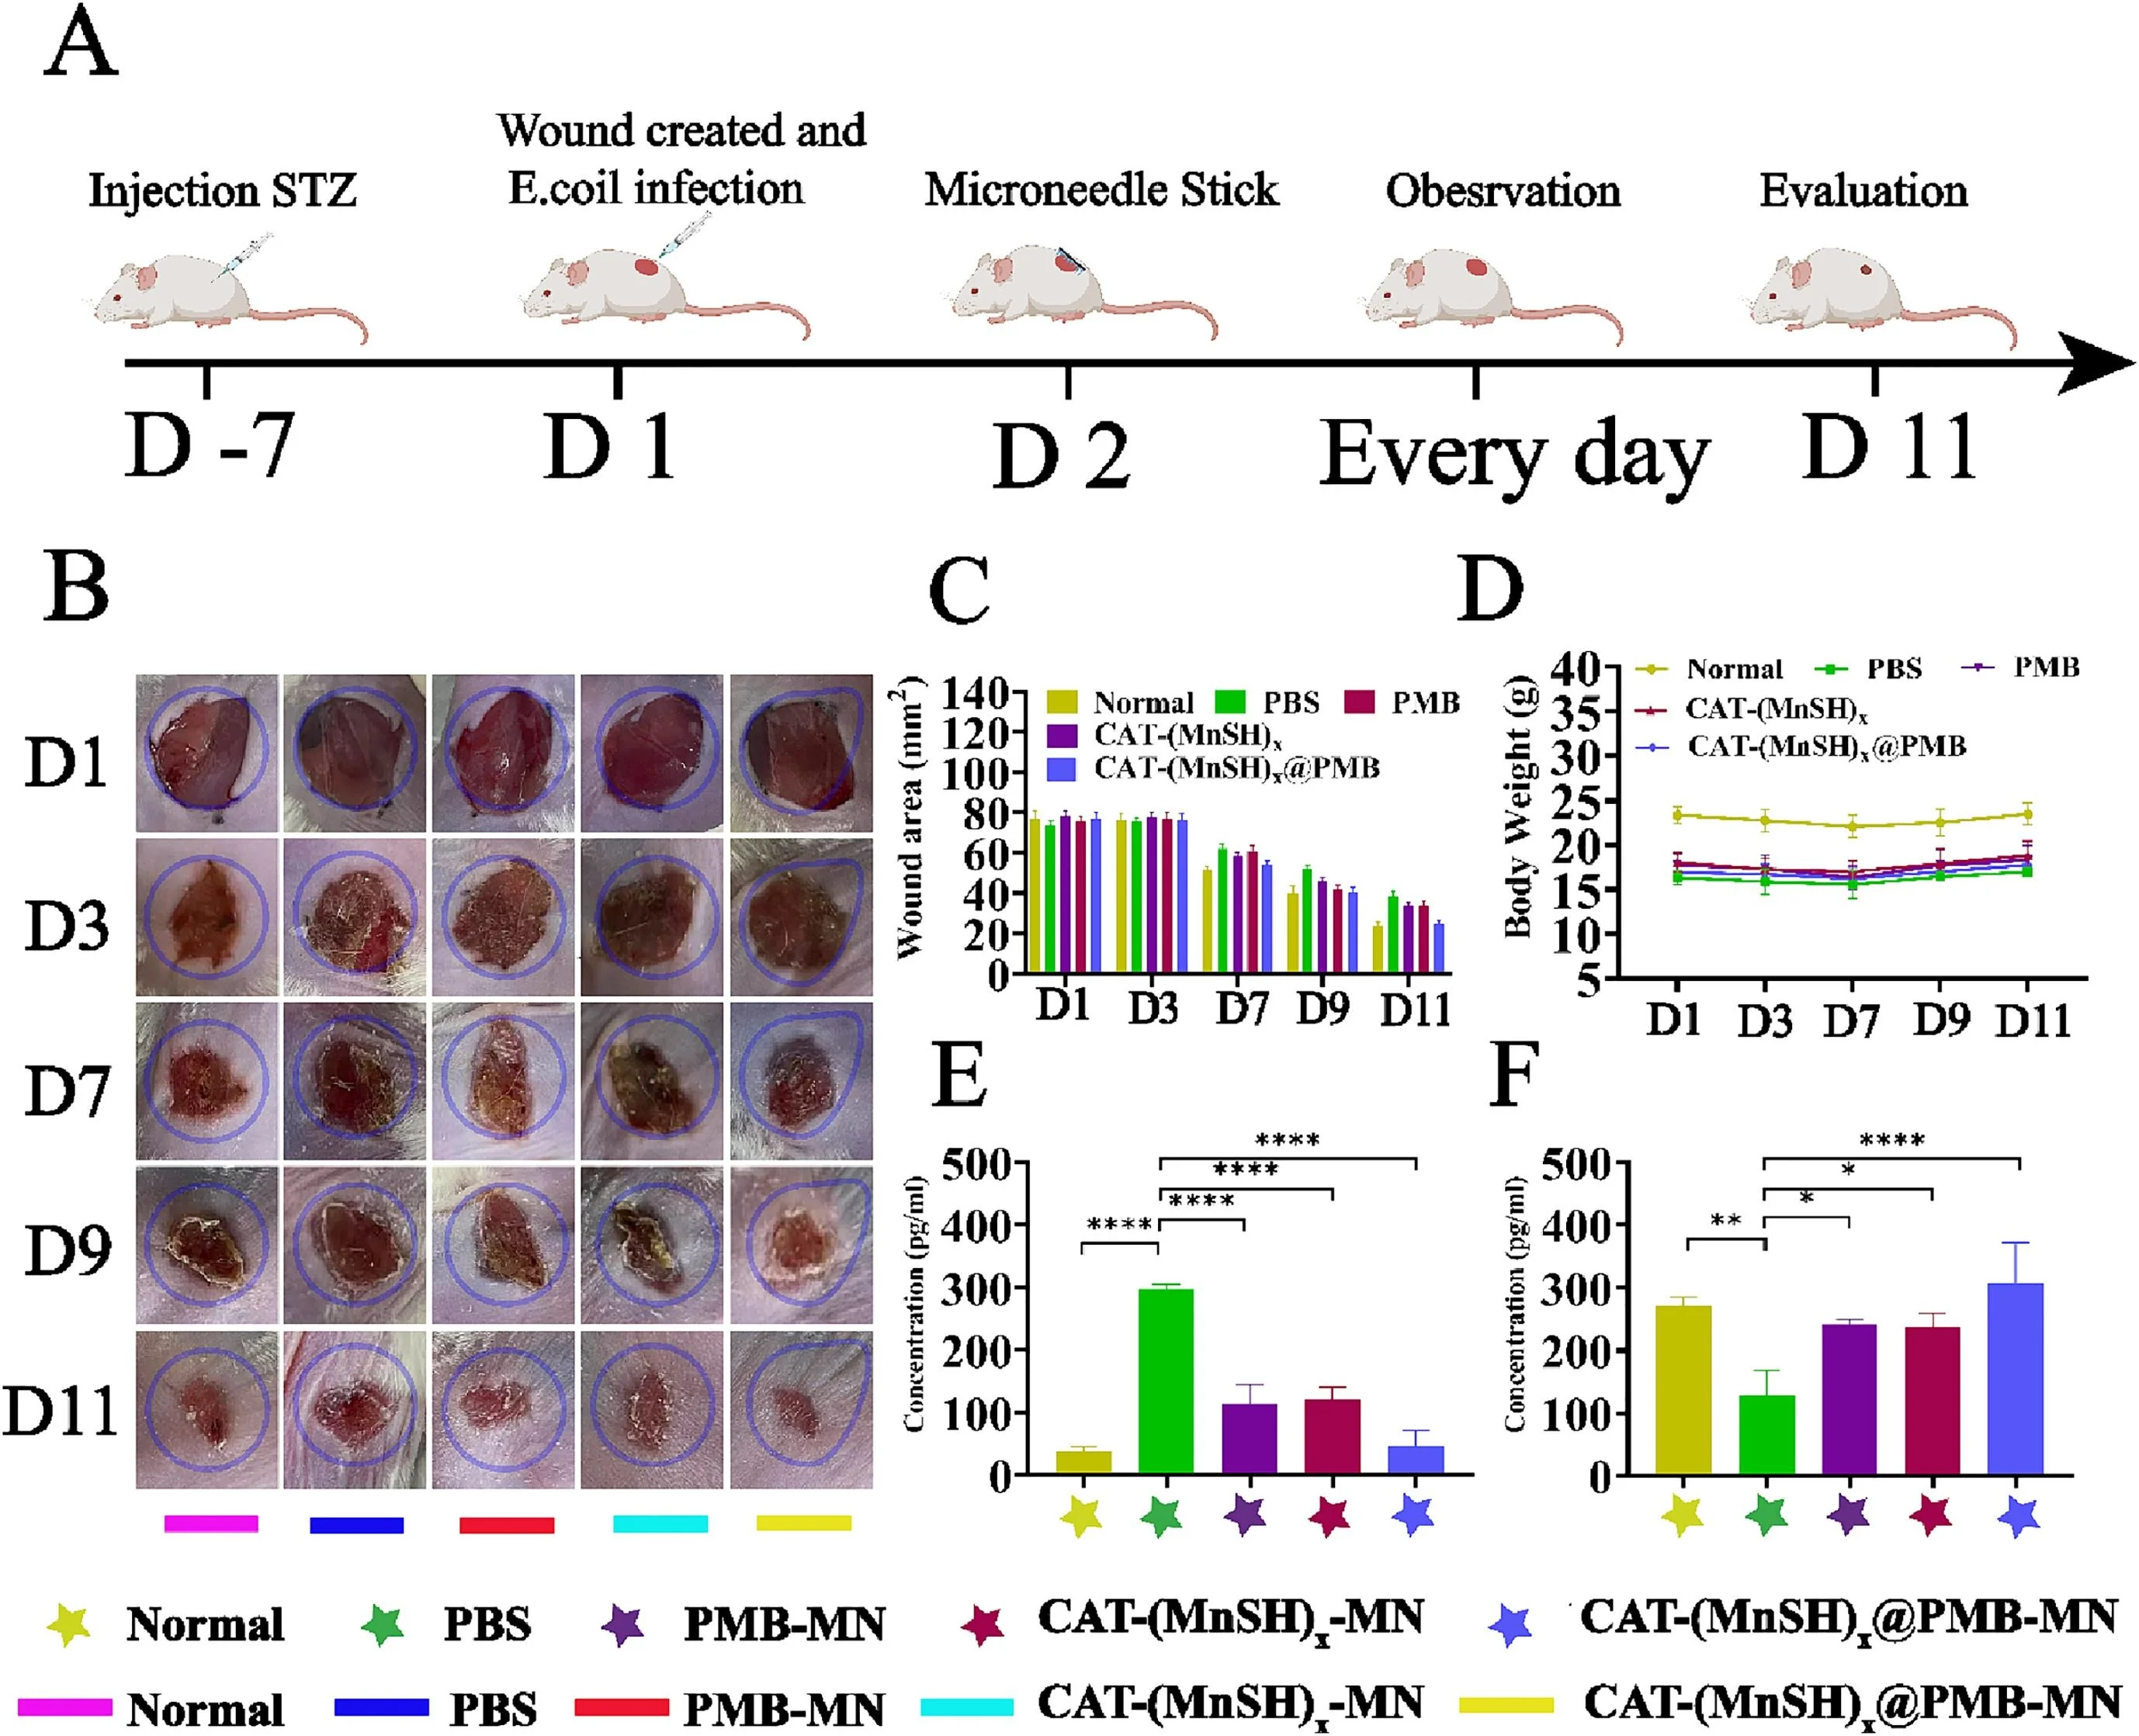 A
Injection STZ
Wound created and
E.coil infection
Microneedle Stick
Obesrvation
Evaluation
D -7
D 1
D 2
Every day
D 11
B
D1
D3
D7
D9
D11
C
Wound area (mm²)
140
120
100
80
60
40
20
0
Normal PBS PMB
CAT-(MnSH)ₓ
CAT-(MnSH)ₓ@PMB
D1 D3 D7 D9 D11
D
Body Weight (g)
40
35
30
25
20
15
10
5
Normal PBS PMB
CAT-(MnSH)ₓ
CAT-(MnSH)ₓ@PMB
D1 D3 D7 D9 D11
E
Concentration (pg/ml)
500
400
300
200
100
0
****
****
****
****
F
Concentration (pg/ml)
500
400
300
200
100
0
****
*
*
**
Normal PBS PMB-MN CAT-(MnSH)ₓ-MN CAT-(MnSH)ₓ@PMB-MN
Normal PBS PMB-MN CAT-(MnSH)ₓ-MN CAT-(MnSH)ₓ@PMB-MN